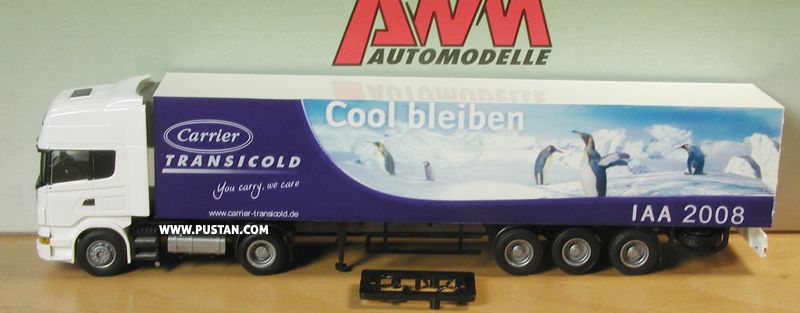 AWM
AUTOMODELLE
Cool bleiben
Carrier
TRANSICOLD
You carry, we care
www.carrier-transicold.de
IAA 2008
WWW.PUSTAN.COM